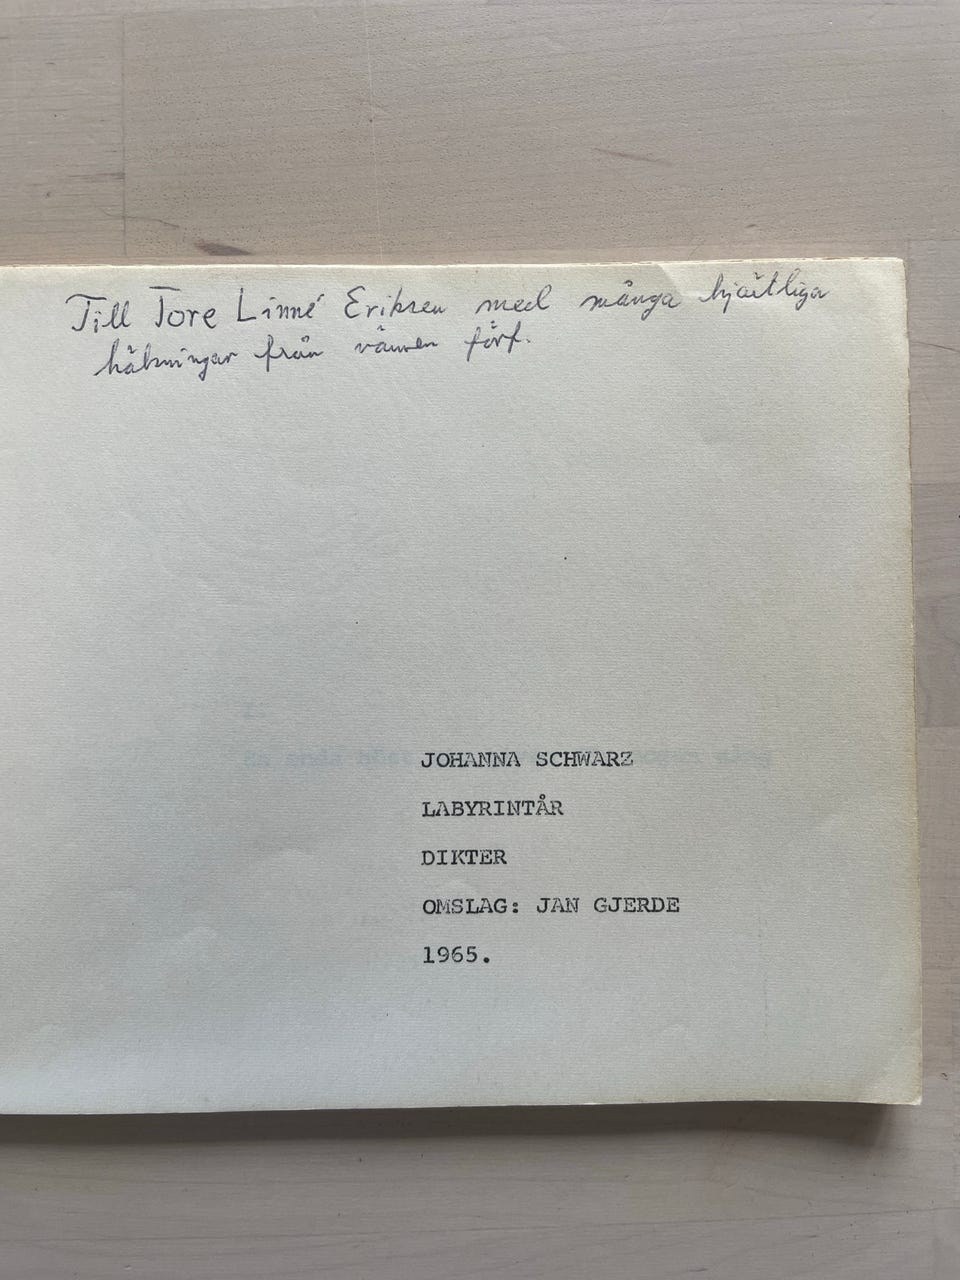 Till Tore Linné Eriksen med många hjärtliga
hälsningar från vännen förf.
JOHANNA SCHWARZ
LABYRINTÅR
DIKTER
OMSLAG: JAN GJERDE
1965.